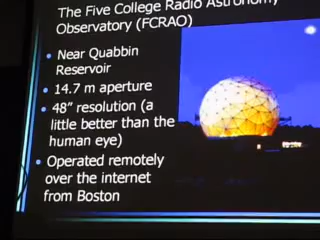 The Five College Radio Astronomy
Observatory (FCRAO)
• Near Quabbin
Reservoir
• 14.7 m aperture
• 48” resolution (a
little better than the
human eye)
• Operated remotely
over the internet
from Boston